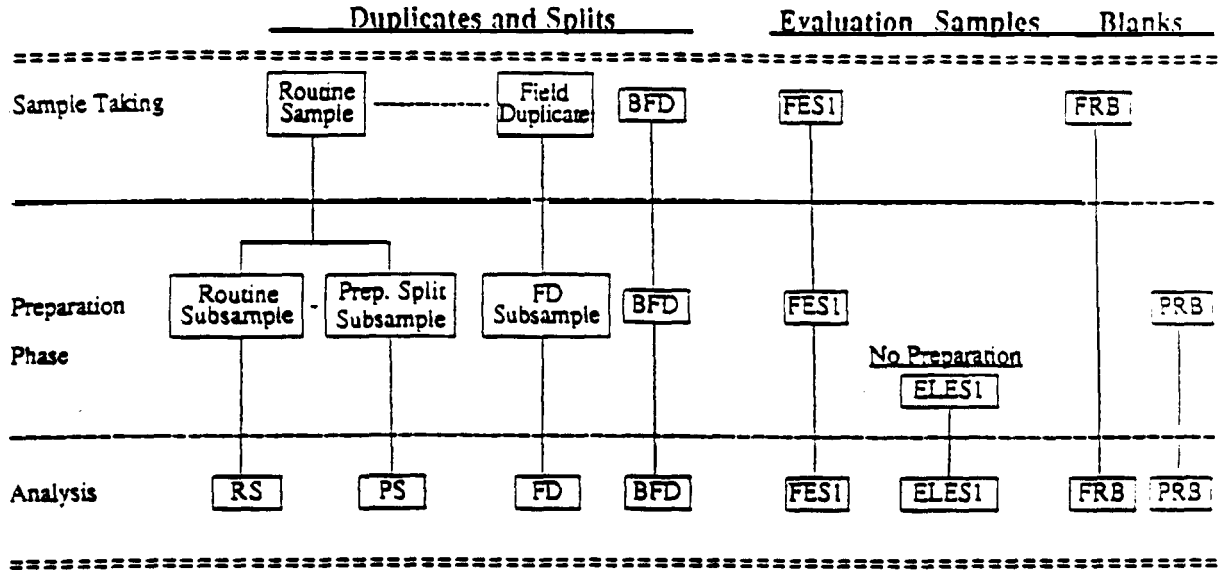 Duplicates and Splits Evaluation Samples Blanks
Sample Taking Routine Sample Field Duplicate BFD FES1 FRB
Preparation Routine Subsample - Prep. Split Subsample FD Subsample BFD FES1 PRB
Phase No Preparation
ELES1
Analysis RS PS FD BFD FES1 ELES1 FRB PRB